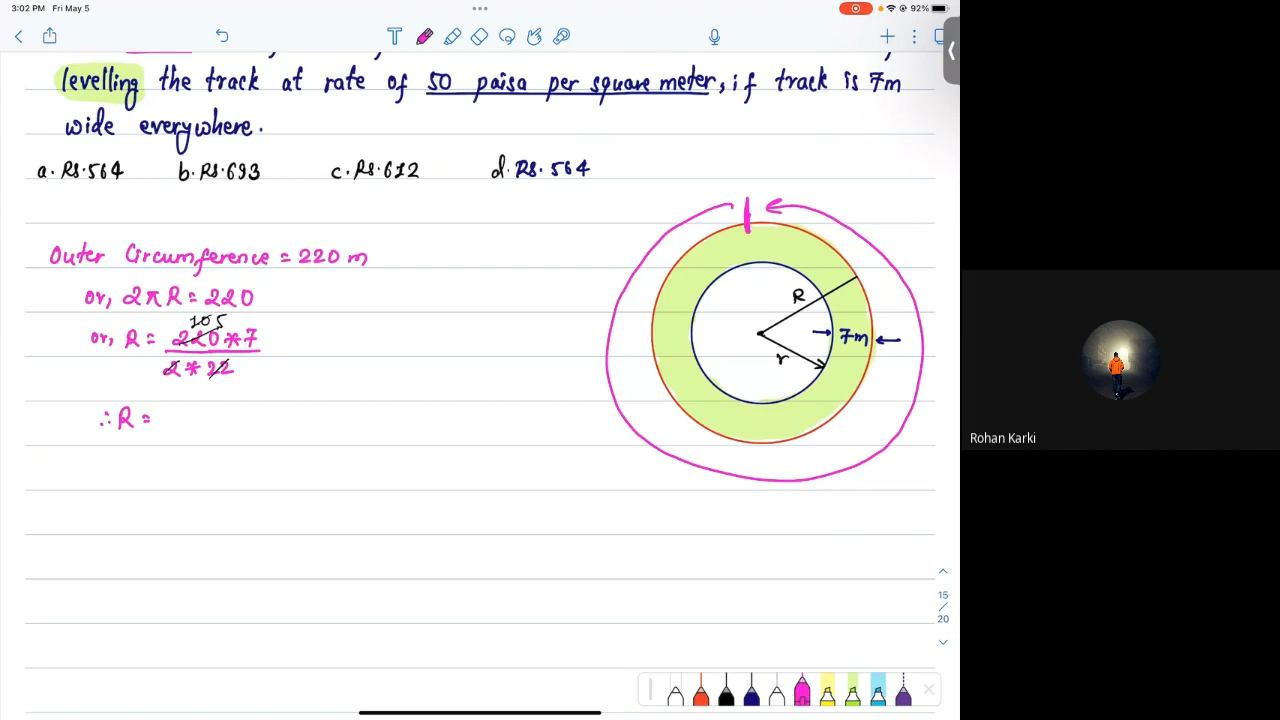 3:02 PM Fri May 5
92%
levelling the track at rate of 50 paisa per square meter, if track is 7m
wide everywhere.
a. Rs. 564 b. Rs. 693 c. Rs. 612 d. Rs. 564
Outer Circumference = 220 m
or, 2πR = 220
105
or, R = 220 * 7
2 * 22
∴ R =
R
7m
r
Rohan Karki
15
/
20